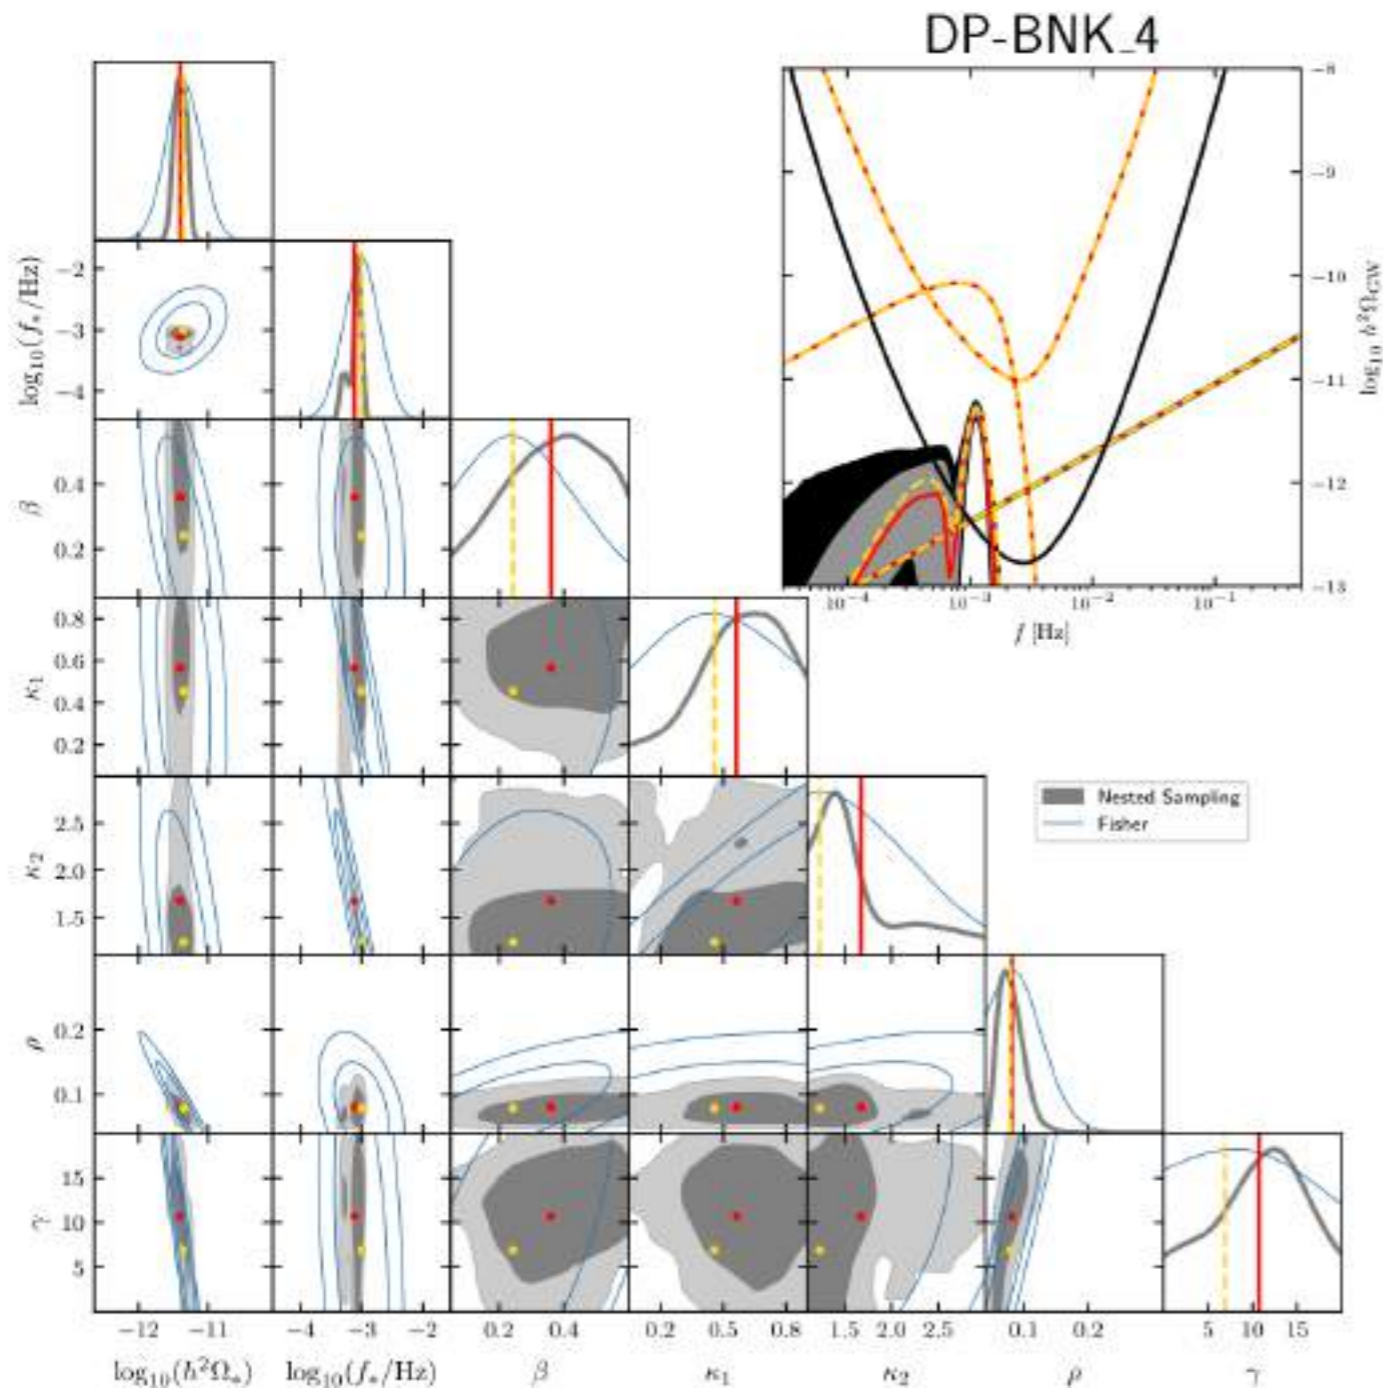 DP-BNK_4
−8
−9
−10
−11
−12
−13
log₁₀ h²Ω_GW
10⁻⁴ 10⁻³ 10⁻² 10⁻¹
f [Hz]
log₁₀(f∗/Hz)
−2
−3
−4
β
0.4
0.2
κ₁
0.8
0.6
0.4
0.2
κ₂
2.5
2.0
1.5
Nested Sampling
Fisher
ρ
0.2
0.1
γ
15
10
5
−12 −11 −4 −3 −2 0.2 0.4 0.2 0.5 0.8 1.5 2.0 2.5 0.1 0.2 5 10 15
log₁₀(h²Ω∗) log₁₀(f∗/Hz) β κ₁ κ₂ ρ γ